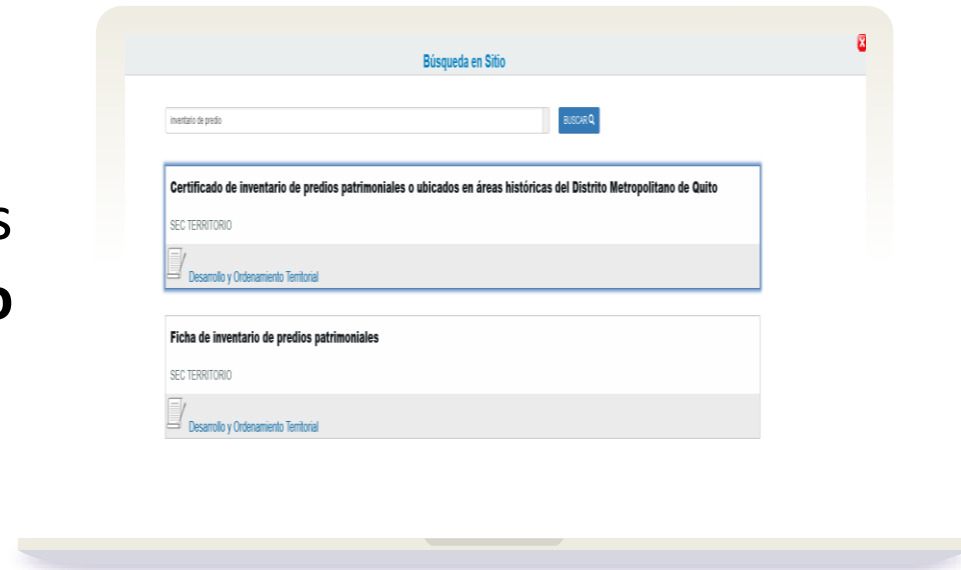 Búsqueda en Sitio
inventario de predio
BUSCAR
Certificado de inventario de predios patrimoniales o ubicados en áreas históricas del Distrito Metropolitano de Quito
SEC TERRITORIO
Desarrollo y Ordenamiento Territorial
s
o
Ficha de inventario de predios patrimoniales
SEC TERRITORIO
Desarrollo y Ordenamiento Territorial